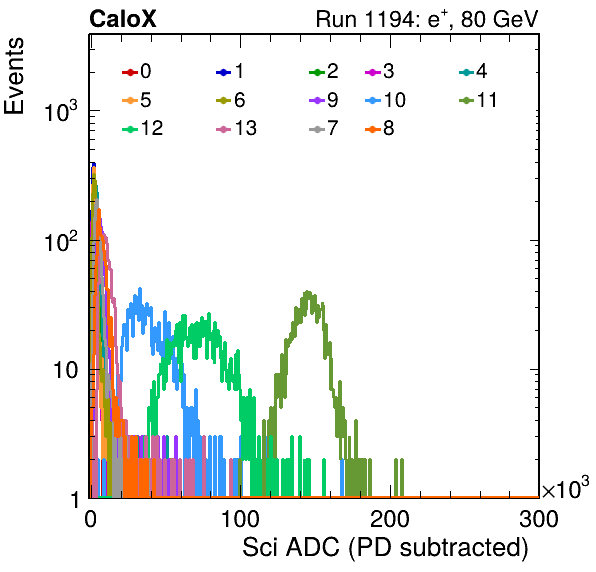 CaloX Run 1194: e⁺, 80 GeV
Events
0 1 2 3 4
5 6 9 10 11
12 13 7 8
10³
10²
10
1
0 100 200 300
×10³
Sci ADC (PD subtracted)